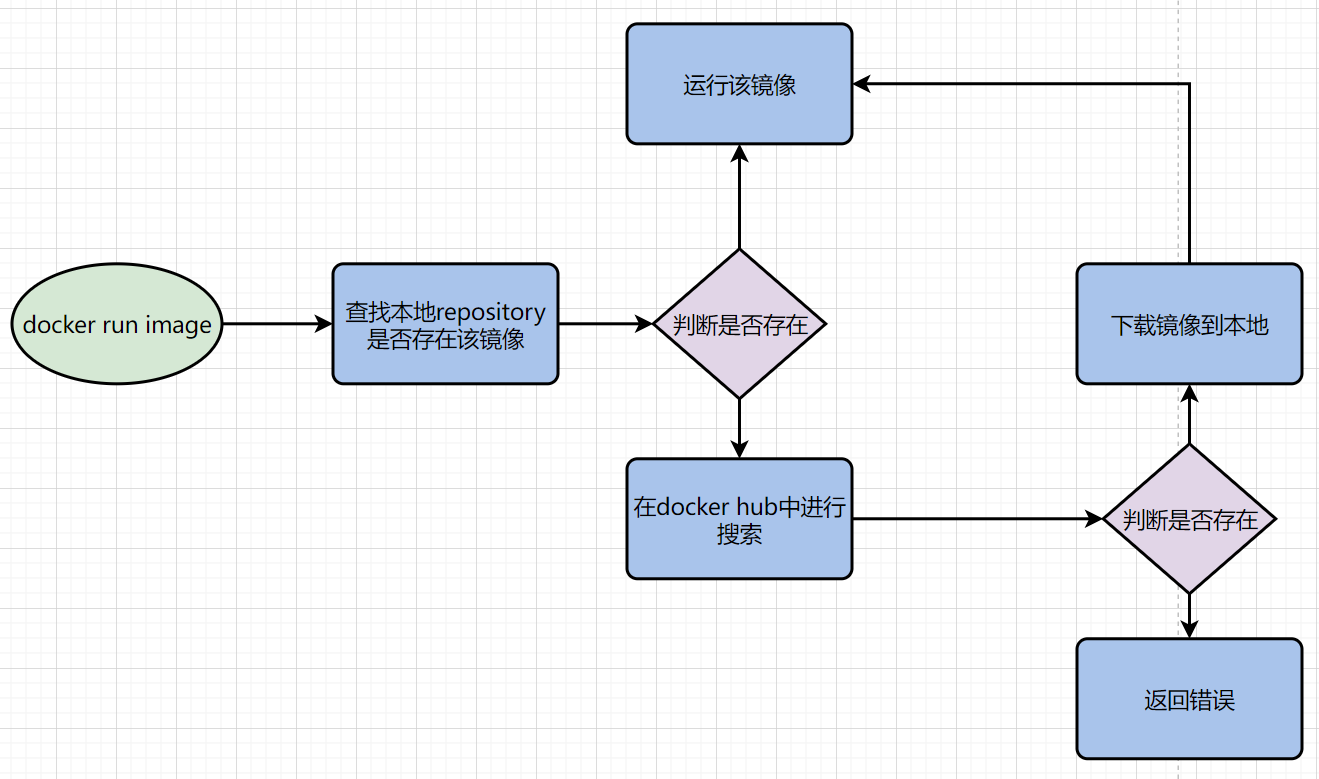 运行该镜像
docker run image
查找本地repository
是否存在该镜像
判断是否存在
下载镜像到本地
在docker hub中进行
搜索
判断是否存在
返回错误